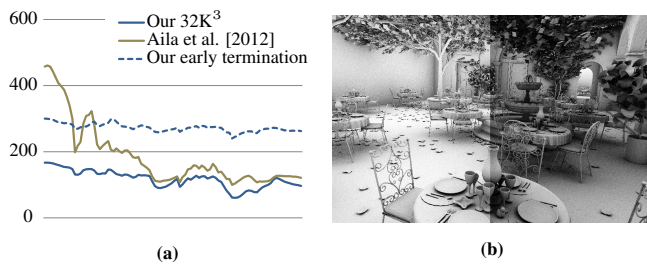 600
Our 32K³
Aila et al. [2012]
Our early termination
400
200
0
(a)
(b)